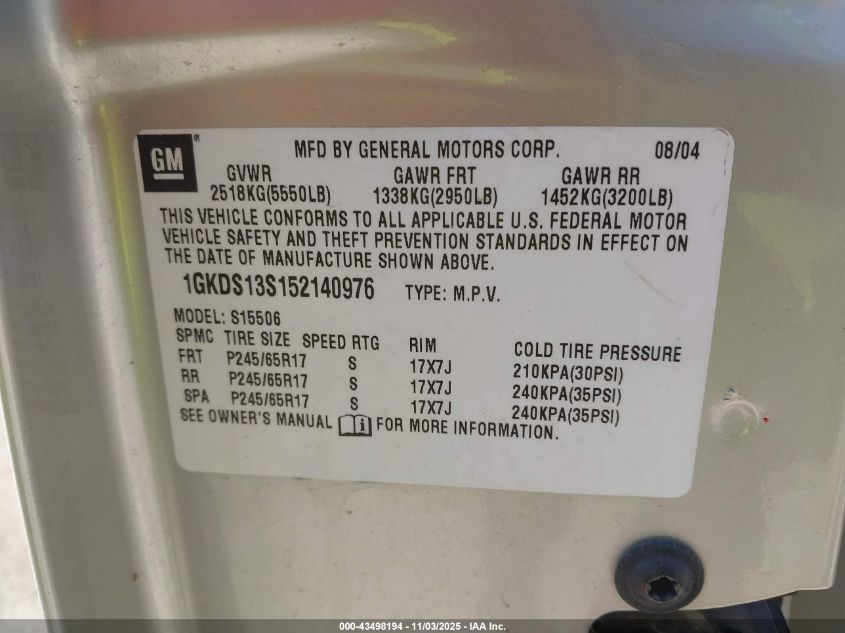 GM®
MFD BY GENERAL MOTORS CORP. 08/04
GVWR GAWR FRT GAWR RR
2518KG(5550LB) 1338KG(2950LB) 1452KG(3200LB)
THIS VEHICLE CONFORMS TO ALL APPLICABLE U.S. FEDERAL MOTOR
VEHICLE SAFETY AND THEFT PREVENTION STANDARDS IN EFFECT ON
THE DATE OF MANUFACTURE SHOWN ABOVE.
1GKDS13S152140976 TYPE: M.P.V.
MODEL: S15506
SPMC TIRE SIZE SPEED RTG RIM COLD TIRE PRESSURE
FRT P245/65R17 S 17X7J 210KPA(30PSI)
RR P245/65R17 S 17X7J 240KPA(35PSI)
SPA P245/65R17 S 17X7J 240KPA(35PSI)
SEE OWNER'S MANUAL i FOR MORE INFORMATION.
000-43498194 - 11/03/2025 - IAA Inc.